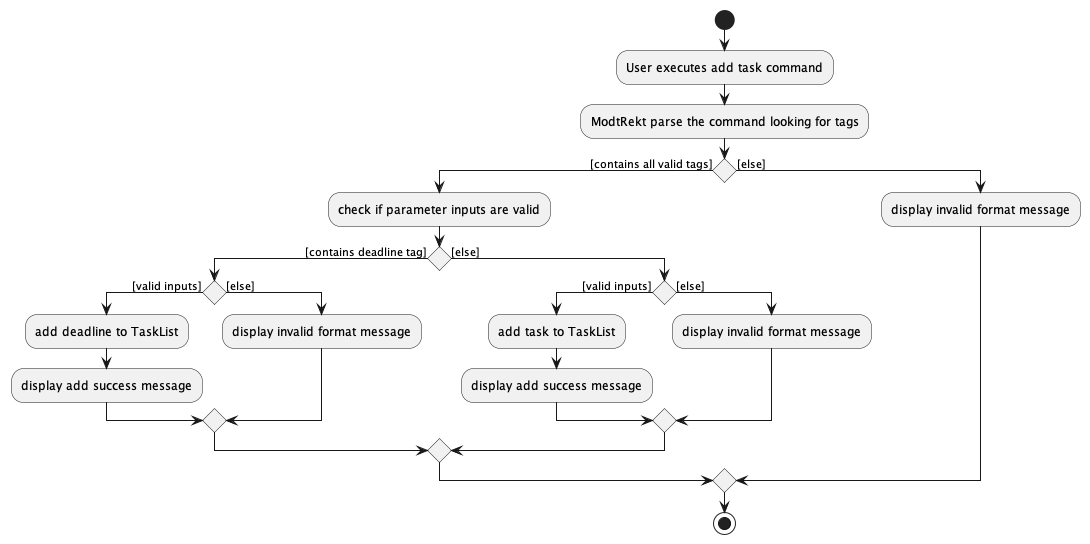 User executes add task command
ModtRekt parse the command looking for tags
[contains all valid tags] [else]
check if parameter inputs are valid
display invalid format message
[contains deadline tag] [else]
[valid inputs] [else]
[valid inputs] [else]
add deadline to TaskList
display invalid format message
add task to TaskList
display invalid format message
display add success message
display add success message